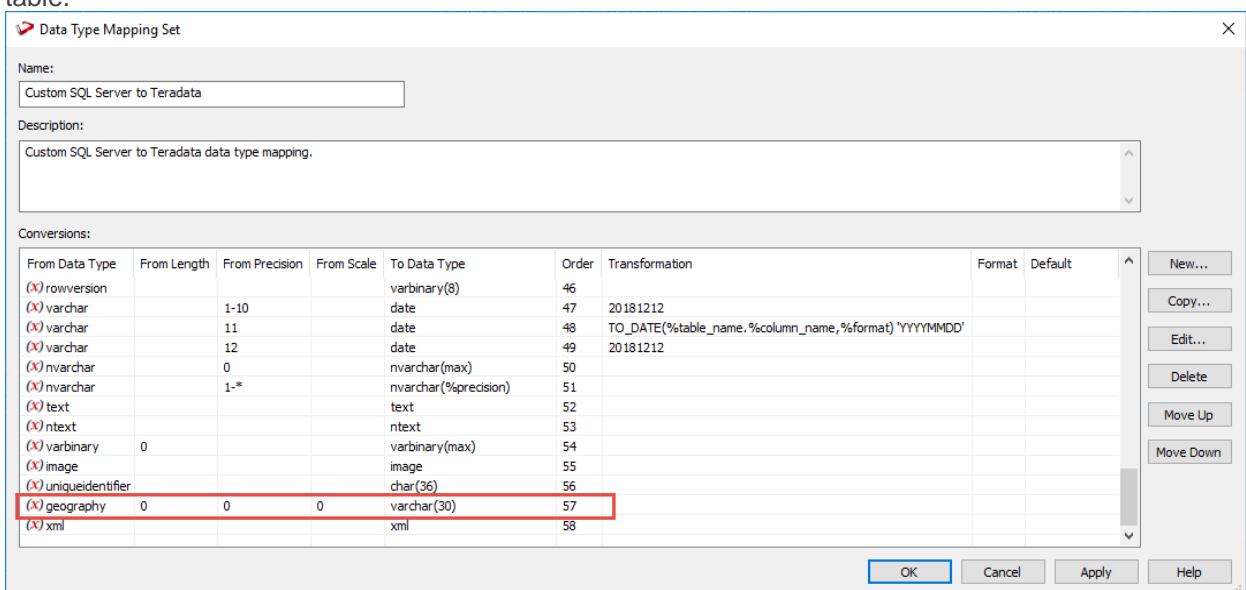 table.
Data Type Mapping Set
Name:
Custom SQL Server to Teradata
Description:
Custom SQL Server to Teradata data type mapping.
Conversions:
From Data Type From Length From Precision From Scale To Data Type Order Transformation Format Default
(x) rowversion varbinary(8) 46
(x) varchar 1-10 date 47 20181212
(x) varchar 11 date 48 TO_DATE(%table_name.%column_name,%format) 'YYYYMMDD'
(x) varchar 12 date 49 20181212
(x) nvarchar 0 nvarchar(max) 50
(x) nvarchar 1-* nvarchar(%precision) 51
(x) text text 52
(x) ntext ntext 53
(x) varbinary 0 varbinary(max) 54
(x) image image 55
(x) uniqueidentifier char(36) 56
(x) geography 0 0 0 varchar(30) 57
(x) xml xml 58
New...
Copy...
Edit...
Delete
Move Up
Move Down
OK Cancel Apply Help